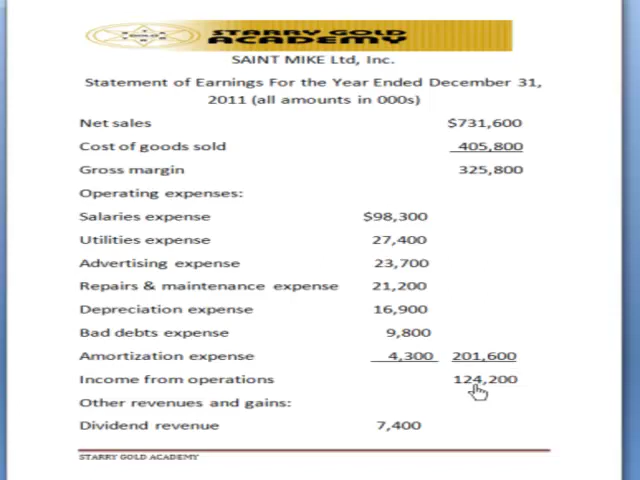 STARRY GOLD
ACADEMY
SAINT MIKE Ltd, Inc.
Statement of Earnings For the Year Ended December 31,
2011 (all amounts in 000s)
Net sales $731,600
Cost of goods sold 405,800
Gross margin 325,800
Operating expenses:
Salaries expense $98,300
Utilities expense 27,400
Advertising expense 23,700
Repairs & maintenance expense 21,200
Depreciation expense 16,900
Bad debts expense 9,800
Amortization expense 4,300 201,600
Income from operations 124,200
Other revenues and gains:
Dividend revenue 7,400
STARRY GOLD ACADEMY